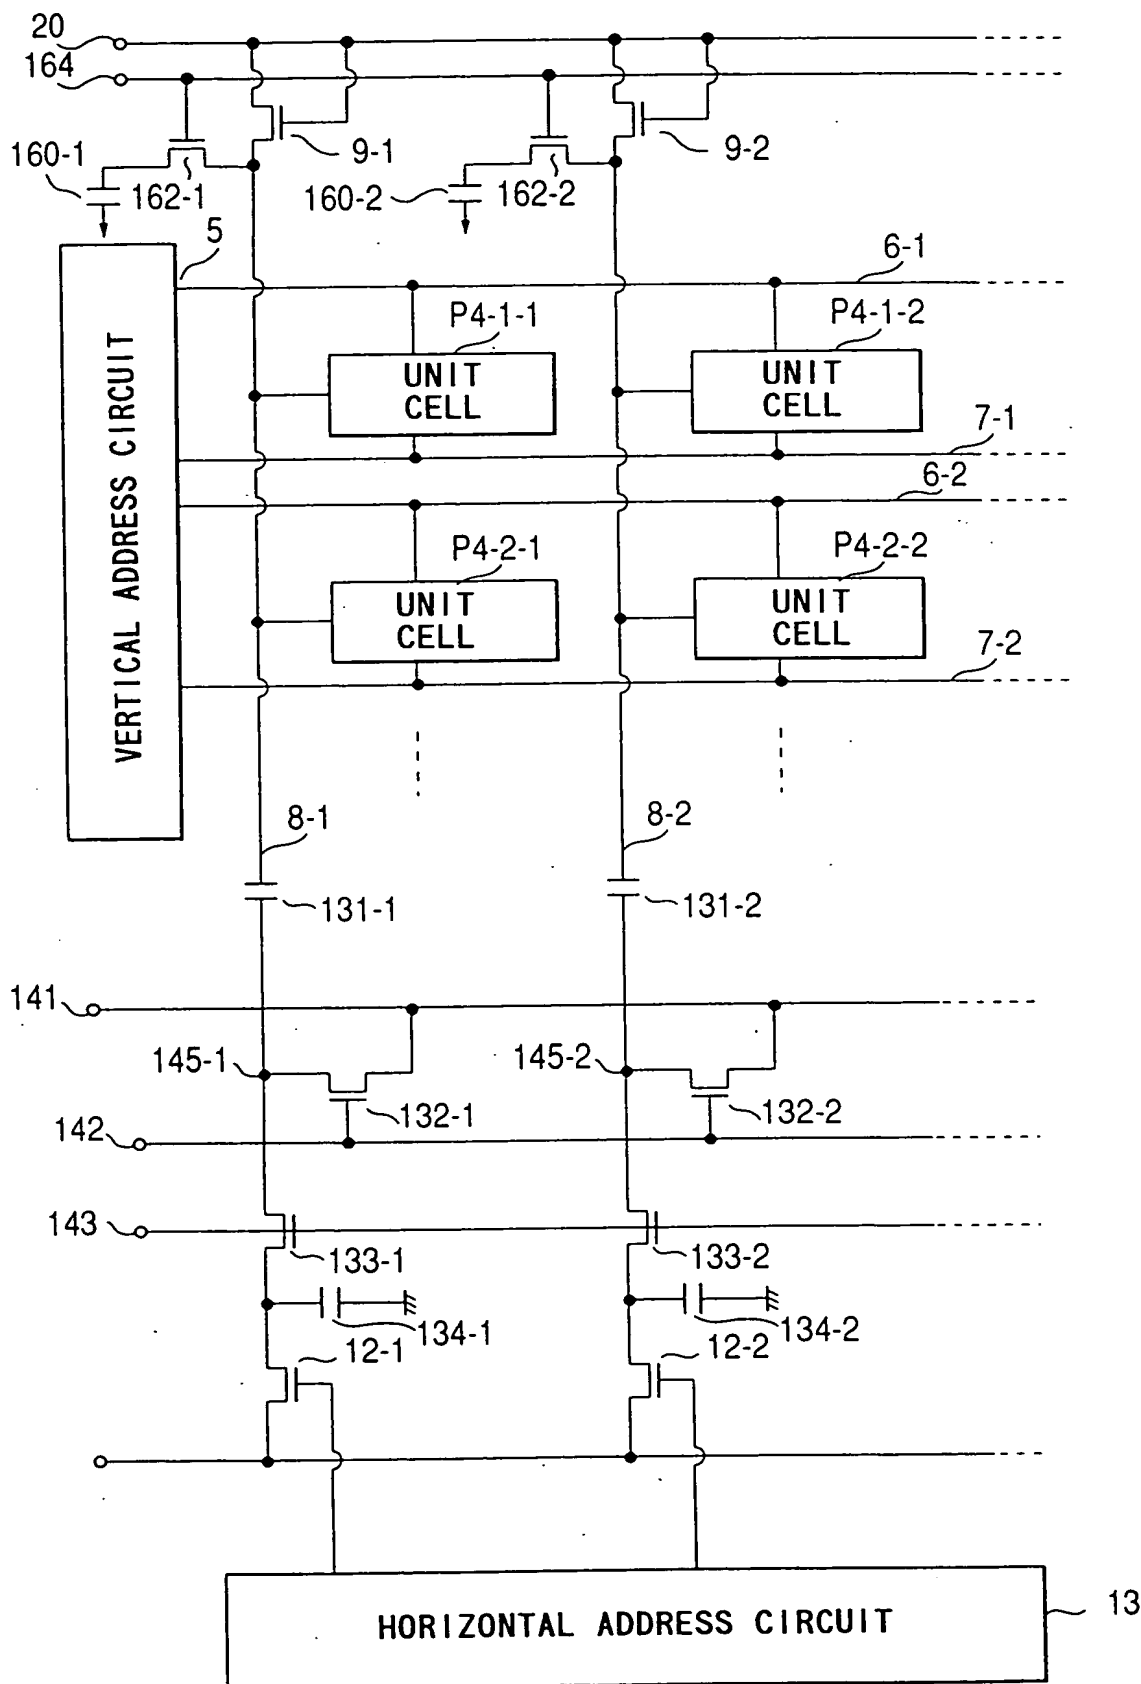 20
164
160-1
162-1
9-1
160-2
162-2
9-2
5
6-1
P4-1-1
P4-1-2
UNIT
CELL
UNIT
CELL
7-1
6-2
P4-2-1
P4-2-2
UNIT
CELL
UNIT
CELL
7-2
VERTICAL ADDRESS CIRCUIT
8-1
8-2
131-1
131-2
141
145-1
145-2
132-1
132-2
142
143
133-1
133-2
134-1
134-2
12-1
12-2
HORIZONTAL ADDRESS CIRCUIT
13